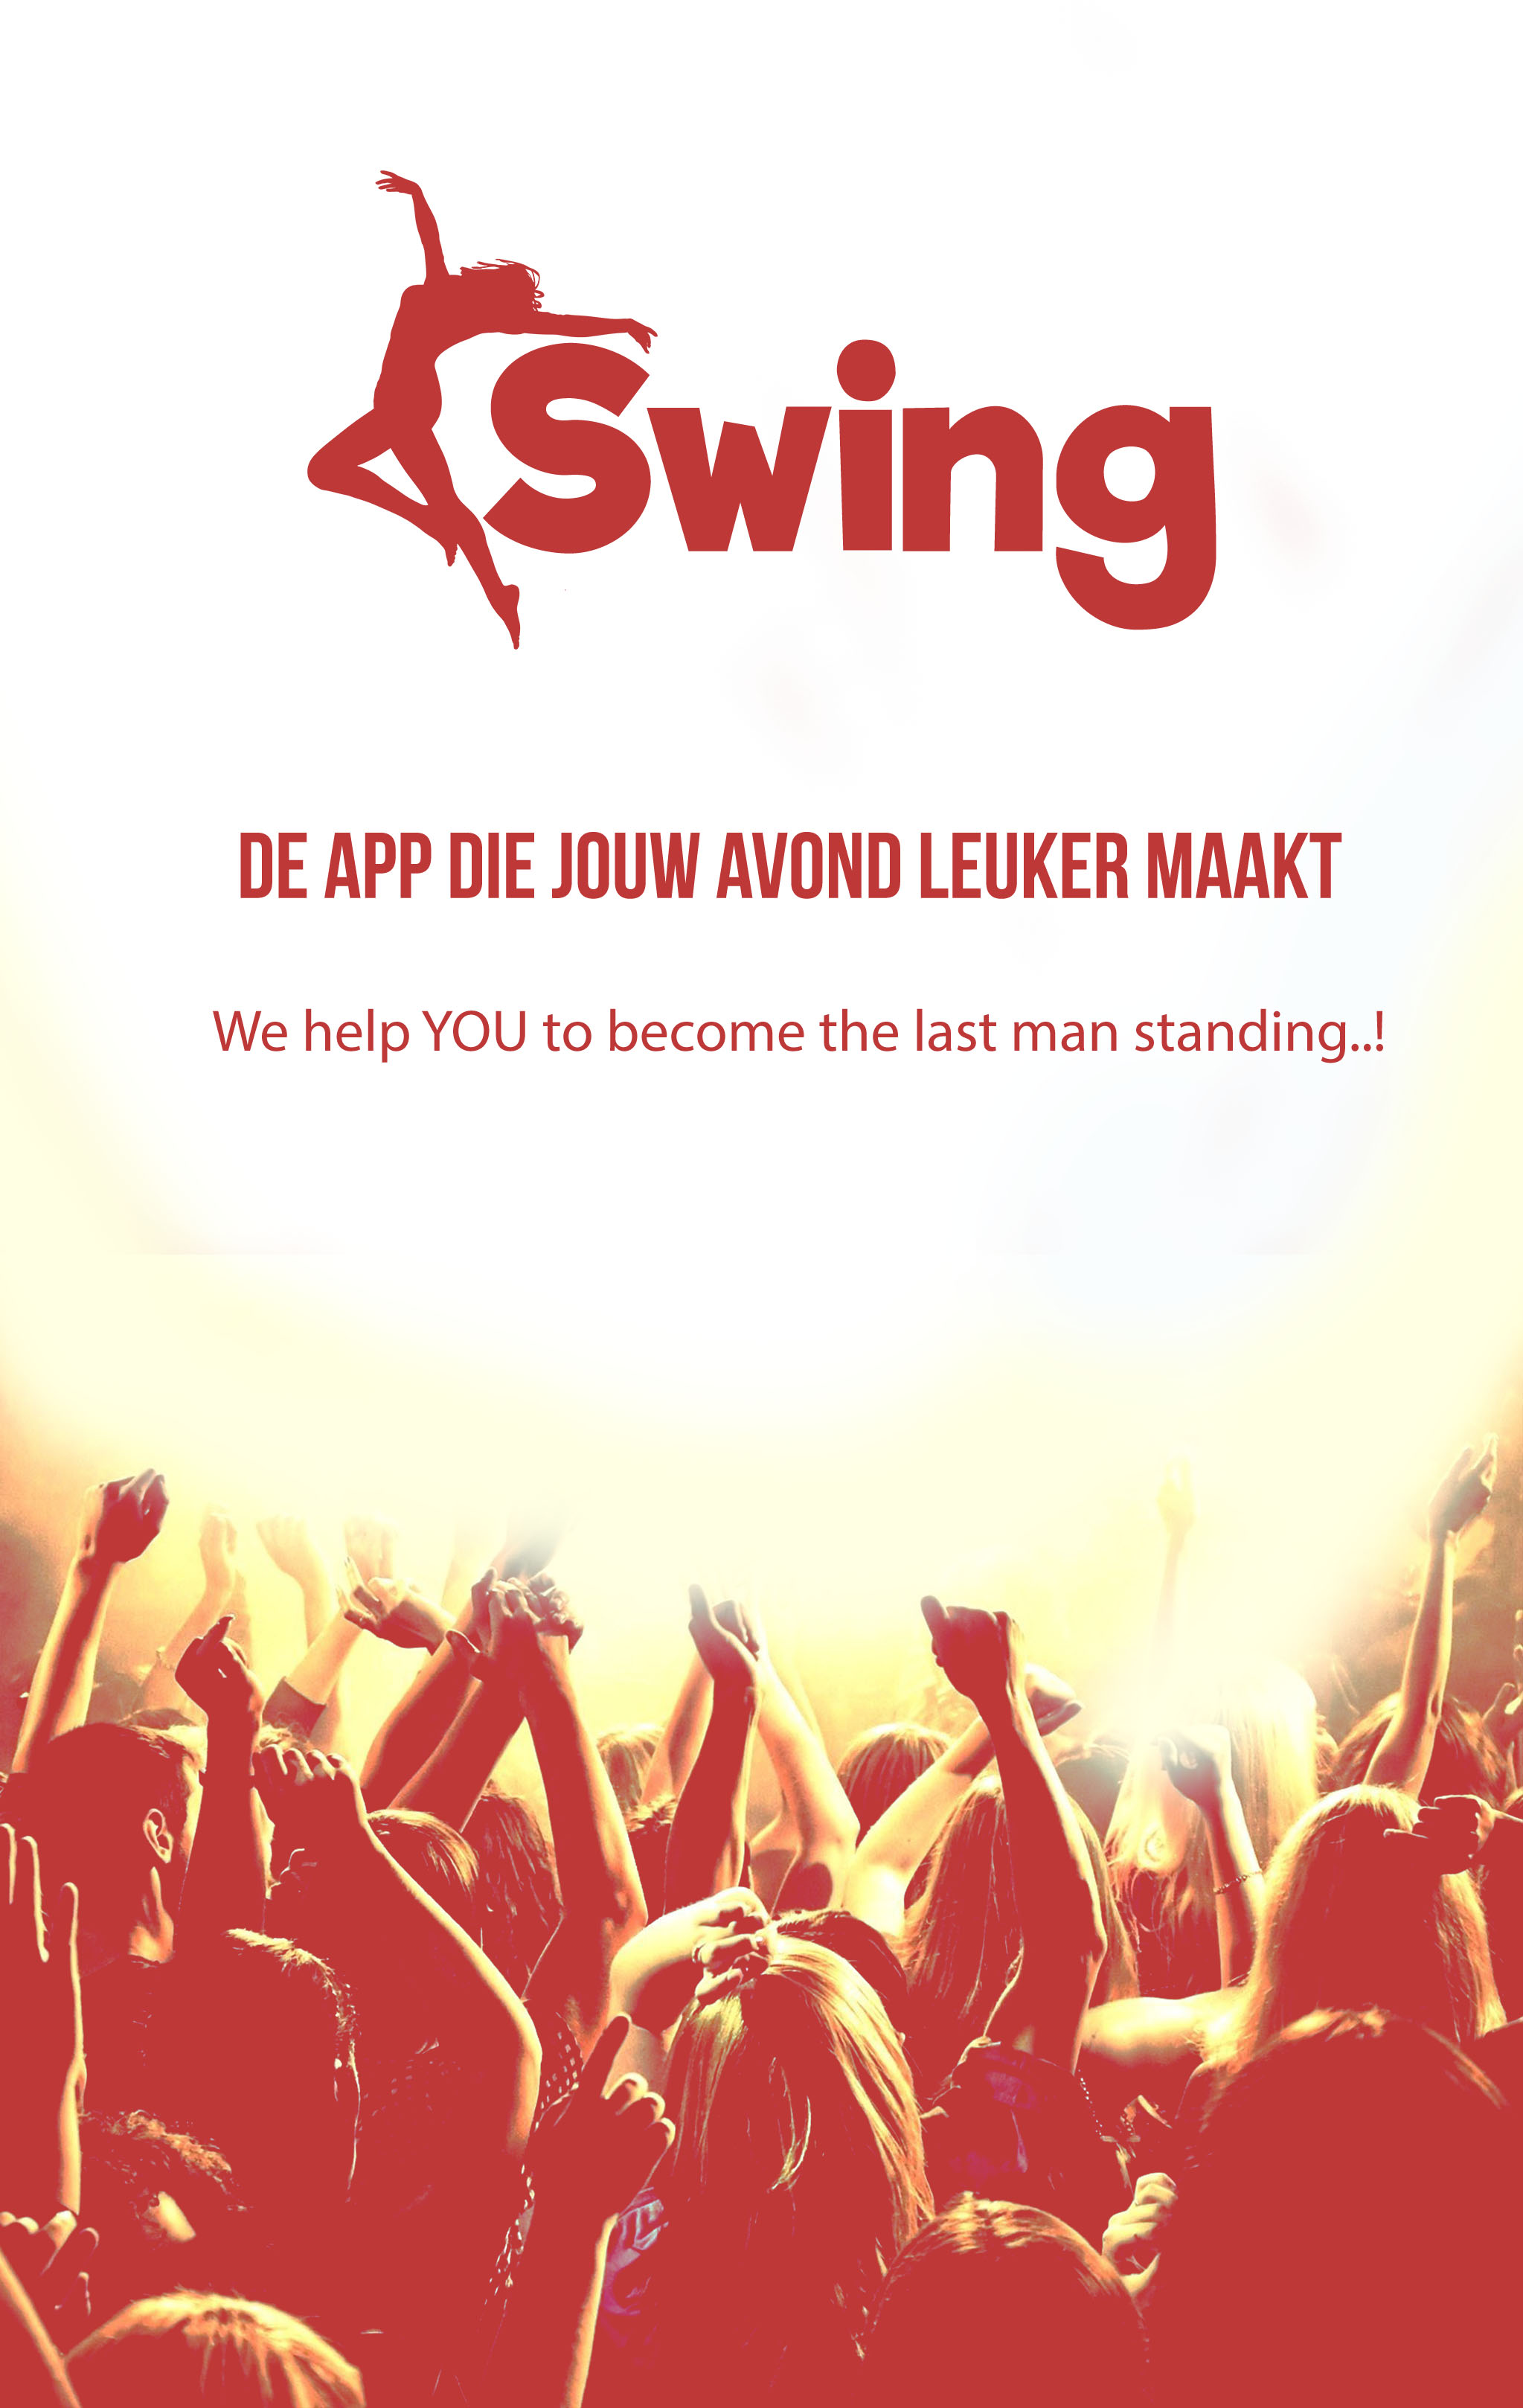 Swing
DE APP DIE JOUW AVOND LEUKER MAAKT
We help YOU to become the last man standing..!